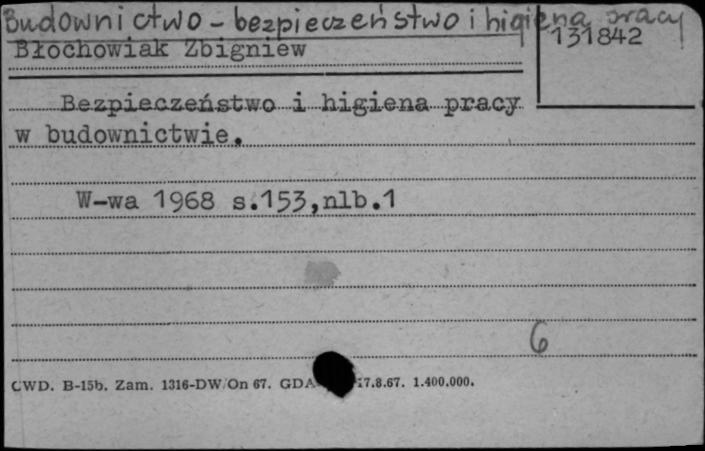 Budownictwo - bezpieczeństwo i higiena pracy
131842
Błochowiak Zbigniew
Bezpieczeństwo i higiena pracy
w budownictwie.
W-wa 1968 s.153,nlb.1
6
CWD. B-15b. Zam. 1316-DW/On 67. GDA 17.8.67. 1.400.000.